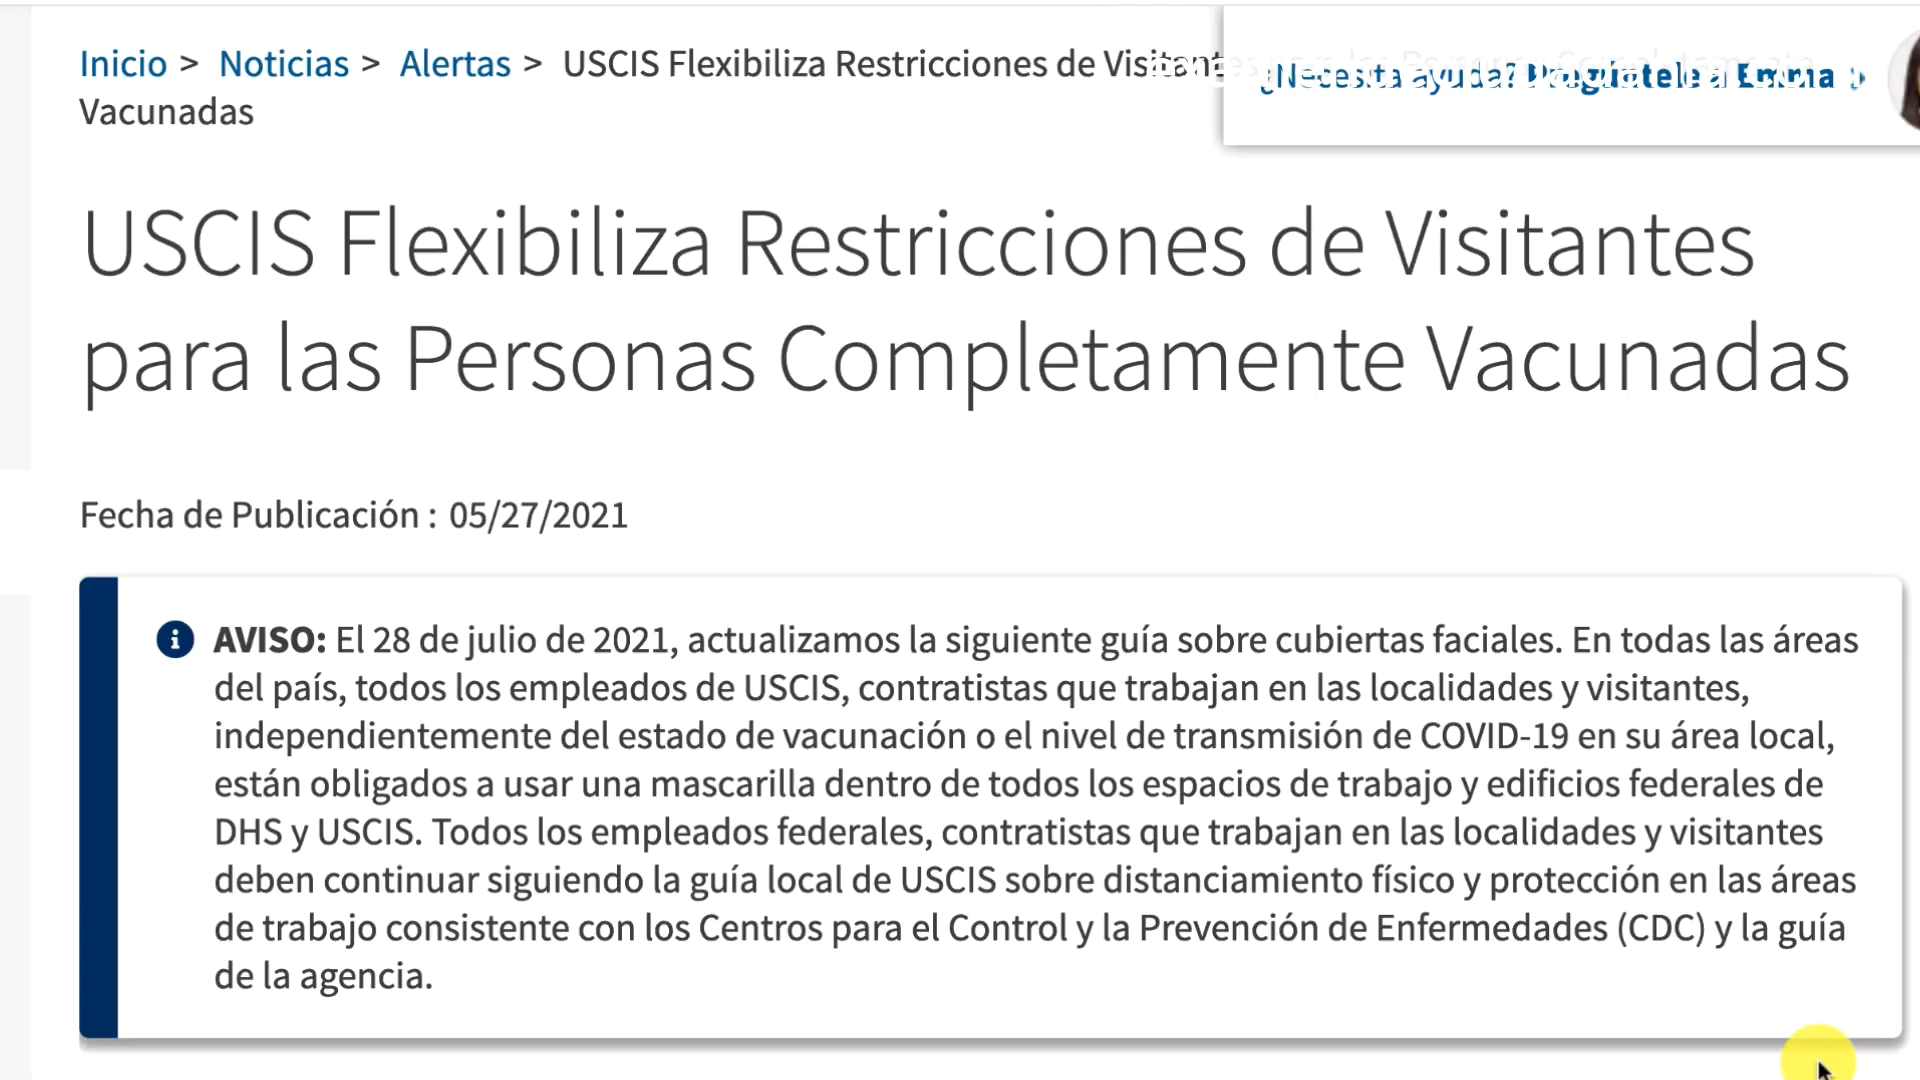 Inicio > Noticias > Alertas > USCIS Flexibiliza Restricciones de Visitantes
Vacunadas
¿Necesita ayuda? Pregúntele a Emma
USCIS Flexibiliza Restricciones de Visitantes
para las Personas Completamente Vacunadas
Fecha de Publicación : 05/27/2021
AVISO: El 28 de julio de 2021, actualizamos la siguiente guía sobre cubiertas faciales. En todas las áreas
del país, todos los empleados de USCIS, contratistas que trabajan en las localidades y visitantes,
independientemente del estado de vacunación o el nivel de transmisión de COVID-19 en su área local,
están obligados a usar una mascarilla dentro de todos los espacios de trabajo y edificios federales de
DHS y USCIS. Todos los empleados federales, contratistas que trabajan en las localidades y visitantes
deben continuar siguiendo la guía local de USCIS sobre distanciamiento físico y protección en las áreas
de trabajo consistente con los Centros para el Control y la Prevención de Enfermedades (CDC) y la guía
de la agencia.